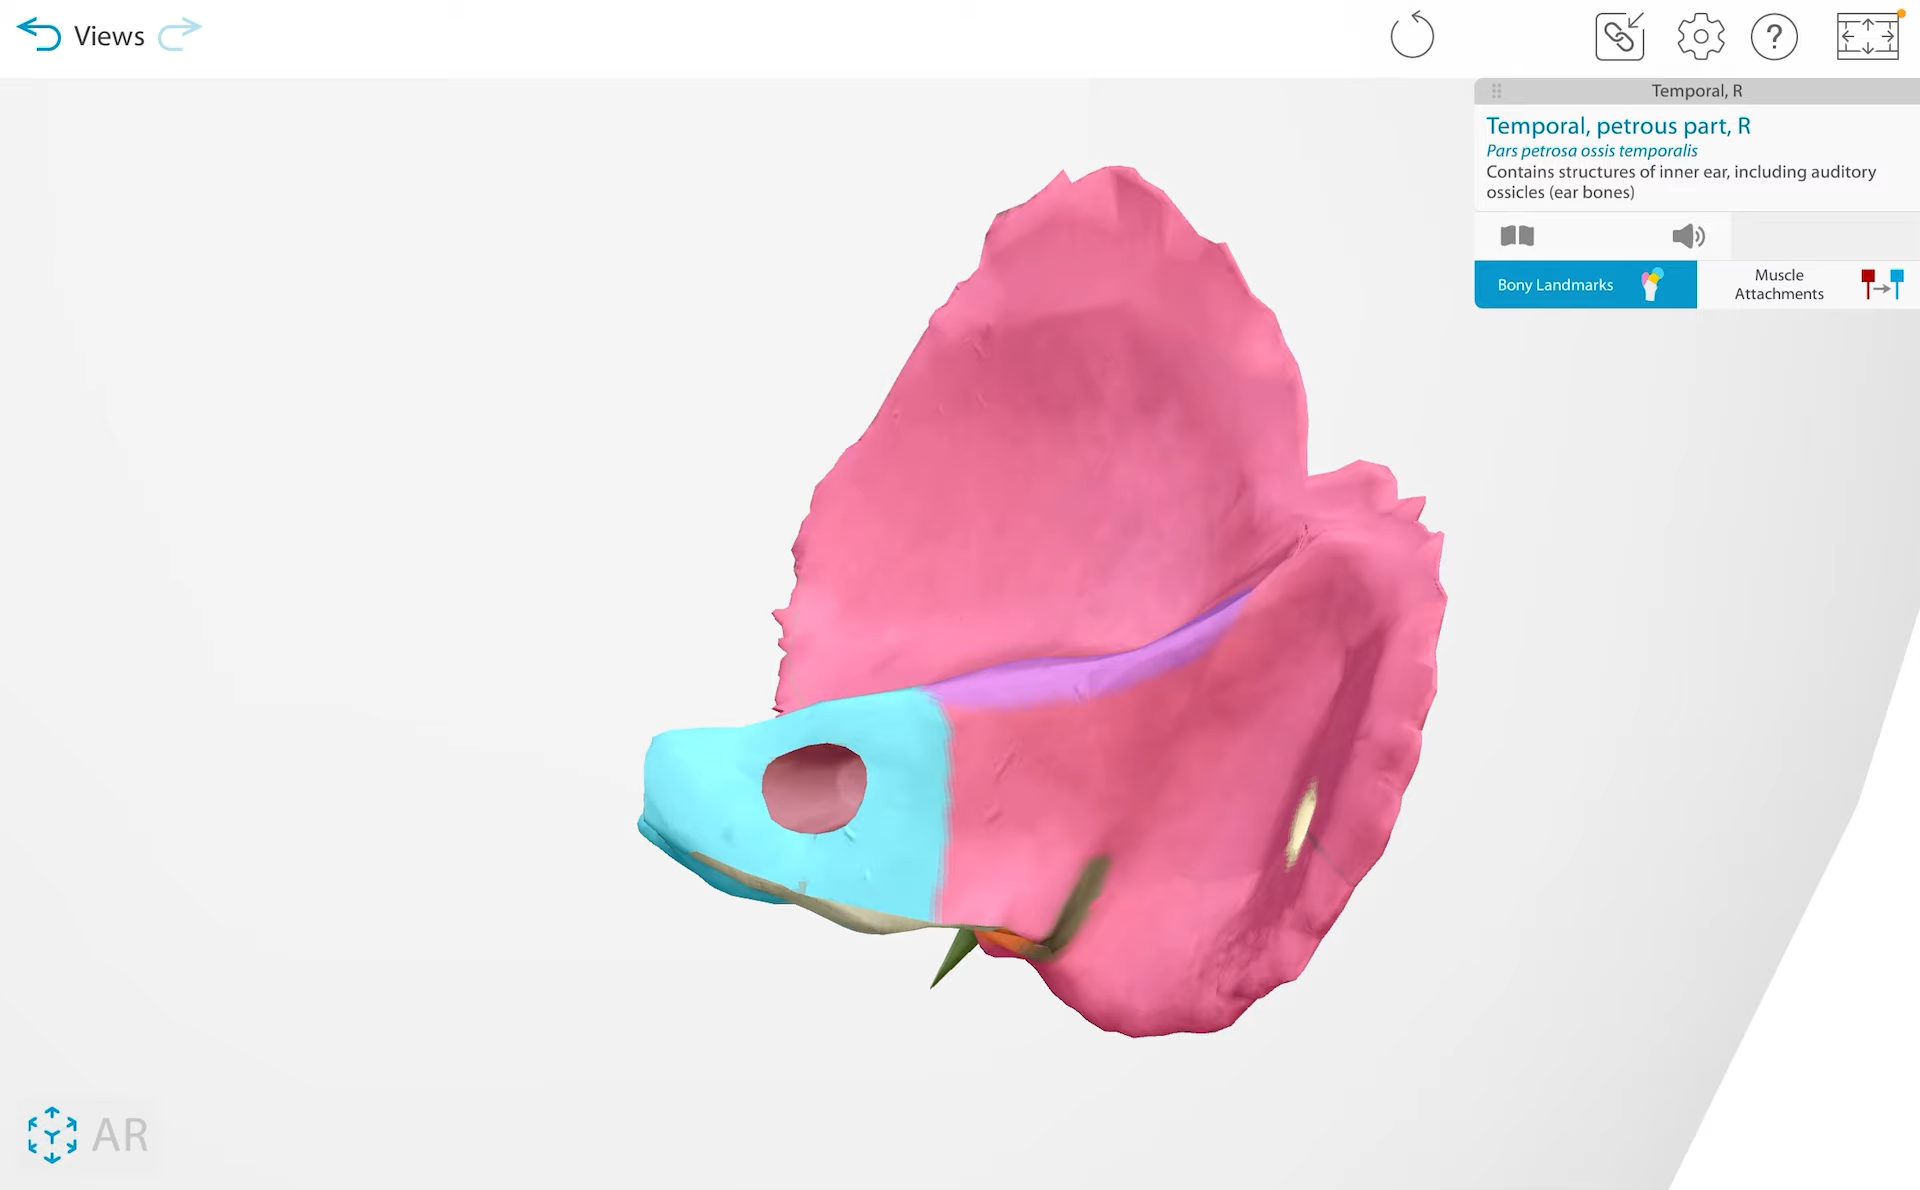 Views
?
Temporal, R
Temporal, petrous part, R
Pars petrosa ossis temporalis
Contains structures of inner ear, including auditory
ossicles (ear bones)
Bony Landmarks
Muscle
Attachments
AR